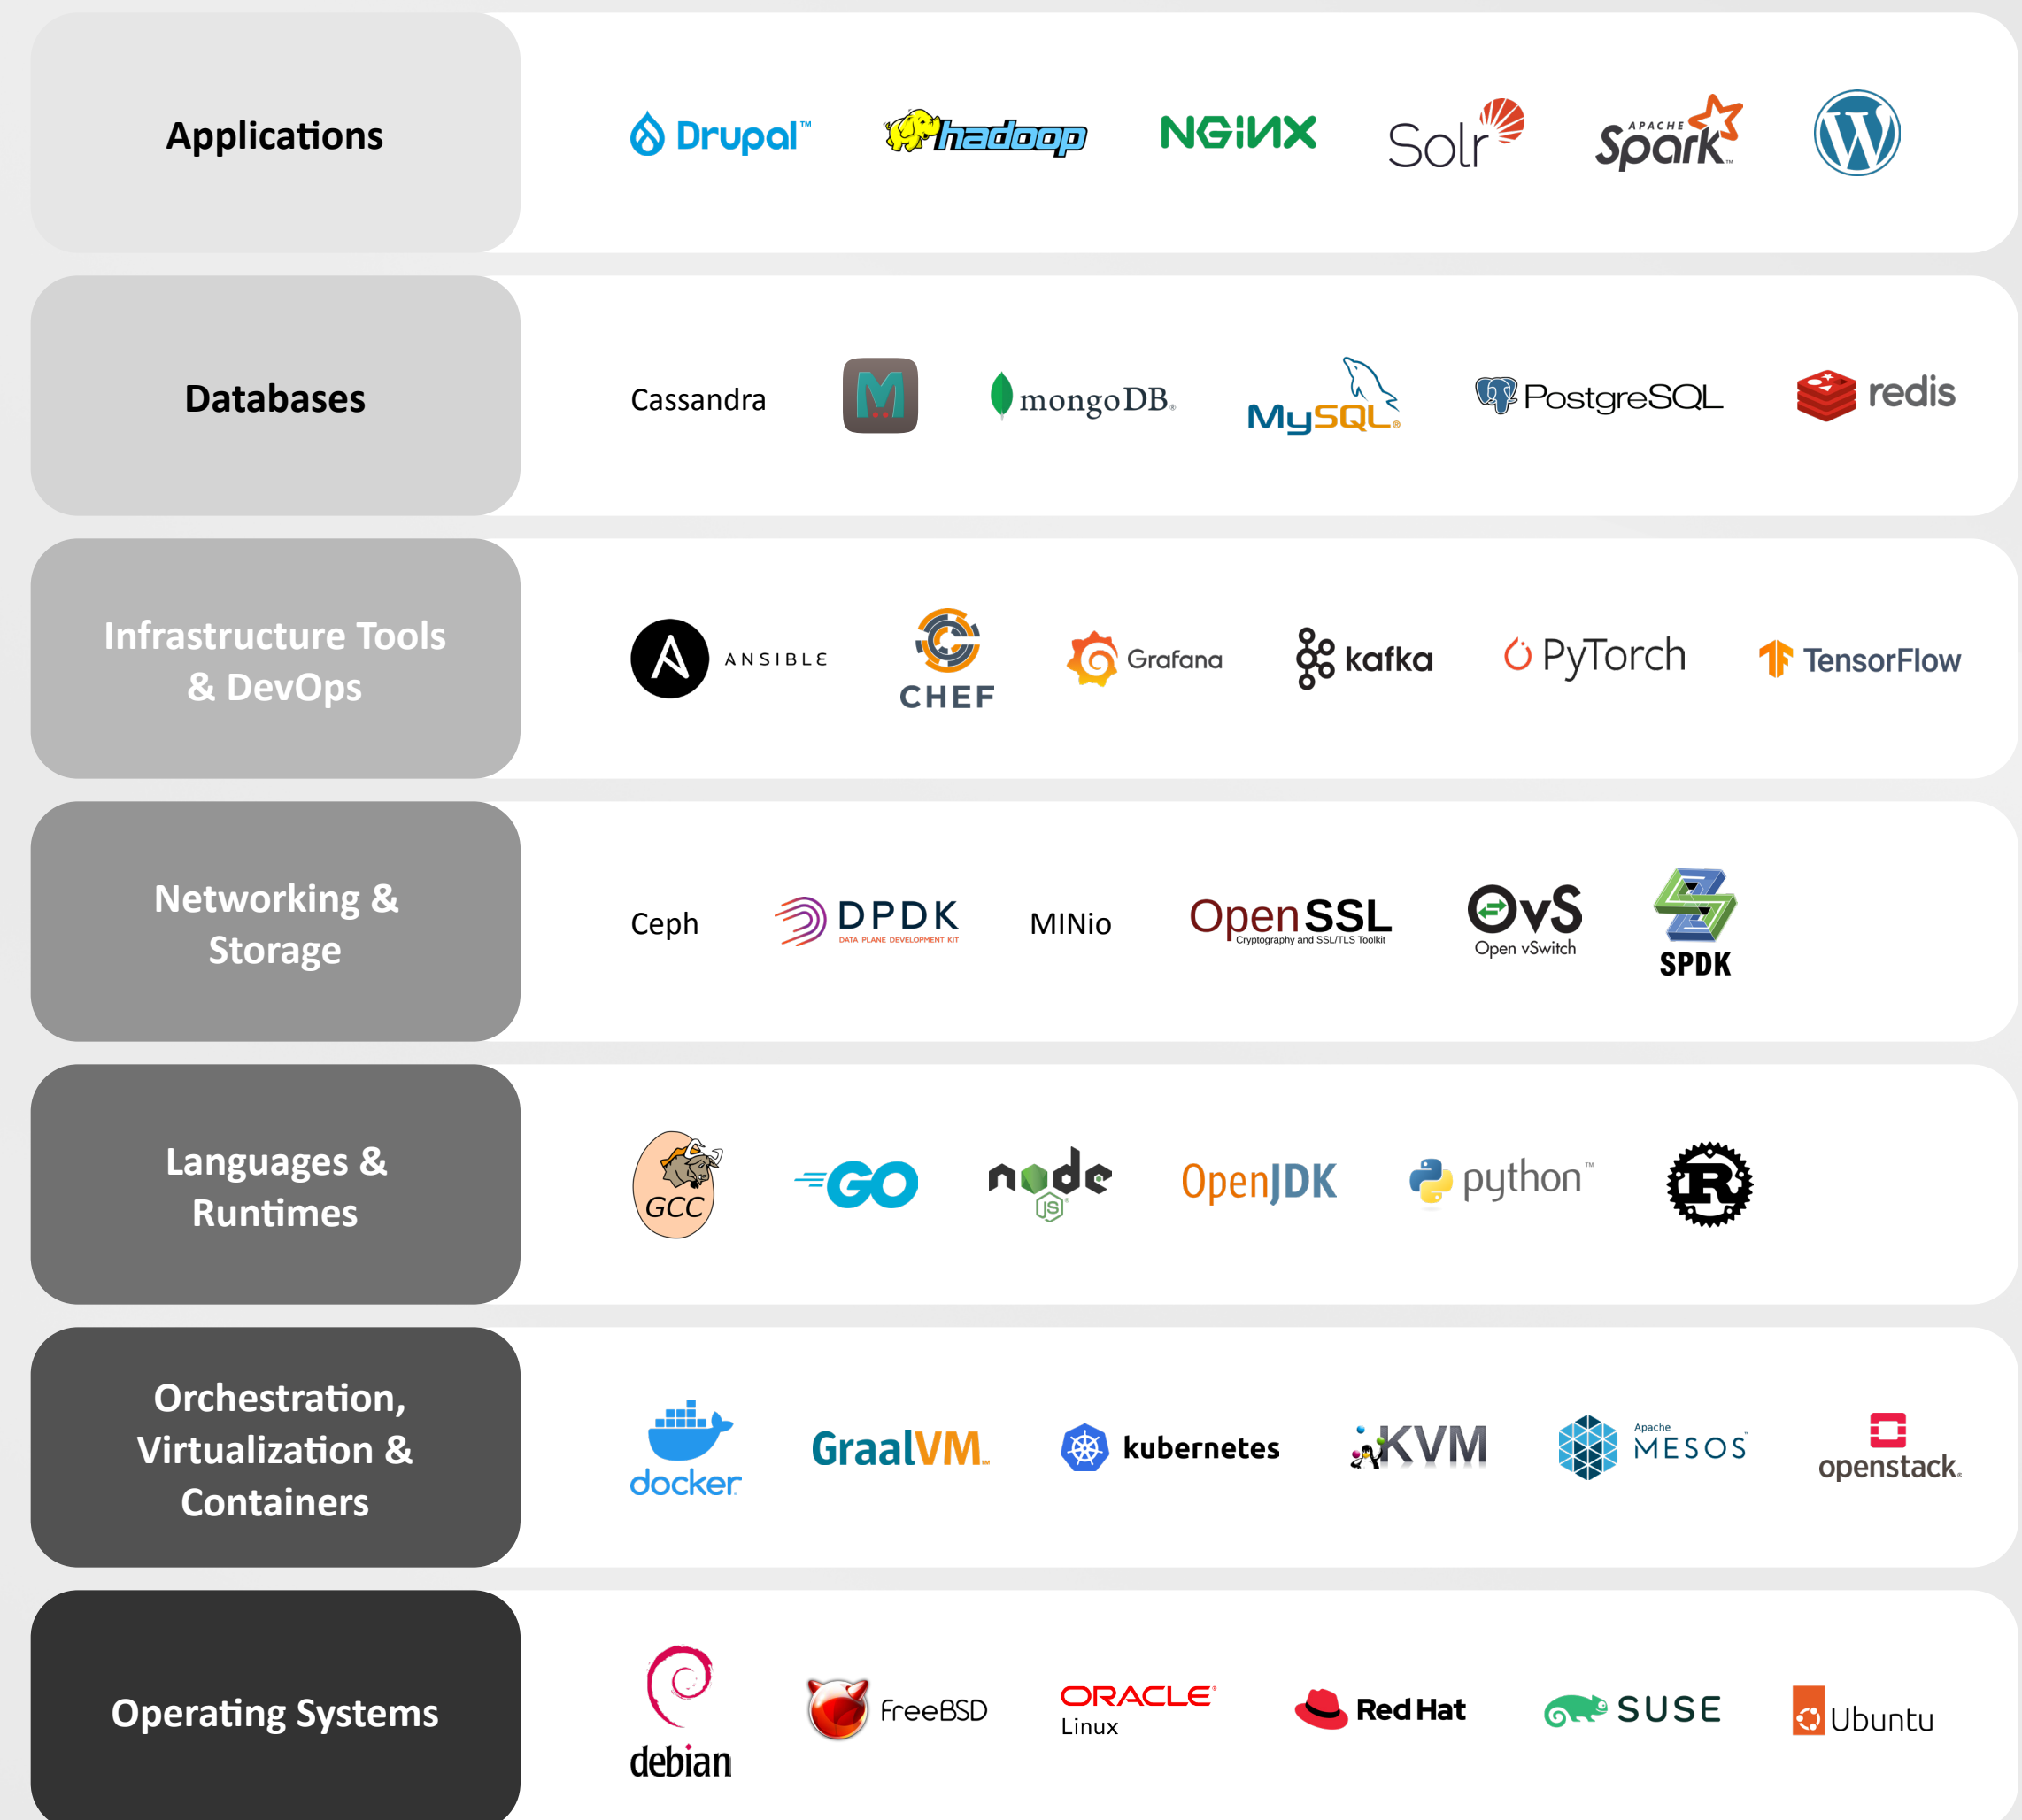 Applications
Drupal™
hadoop
NGINX
Solr
APACHE
Spark™
W
Databases
Cassandra
M
mongoDB®
MySQL®
PostgreSQL
redis
Infrastructure Tools
& DevOps
A
ANSIBLE
CHEF
Grafana
kafka
PyTorch
TensorFlow
Networking &
Storage
Ceph
DPDK
DATA PLANE DEVELOPMENT KIT
MINio
OpenSSL
Cryptography and SSL/TLS Toolkit
OvS
Open vSwitch
SPDK
Languages &
Runtimes
GCC
GO
node
JS®
OpenJDK
python™
R
Orchestration,
Virtualization &
Containers
docker
GraalVM™
kubernetes
KVM
Apache
MESOS™
openstack®
Operating Systems
debian
FreeBSD
ORACLE®
Linux
Red Hat
SUSE
Ubuntu